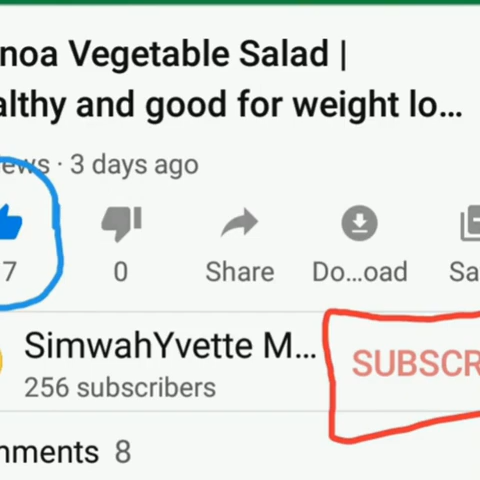 noa Vegetable Salad |
althy and good for weight lo...
ews · 3 days ago
7 0 Share Do...oad Sa
SimwahYvette M... SUBSCR
256 subscribers
mments 8